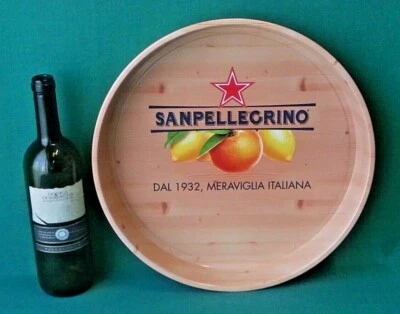 SANPELLEGRINO
DAL 1932, MERAVIGLIA ITALIANA